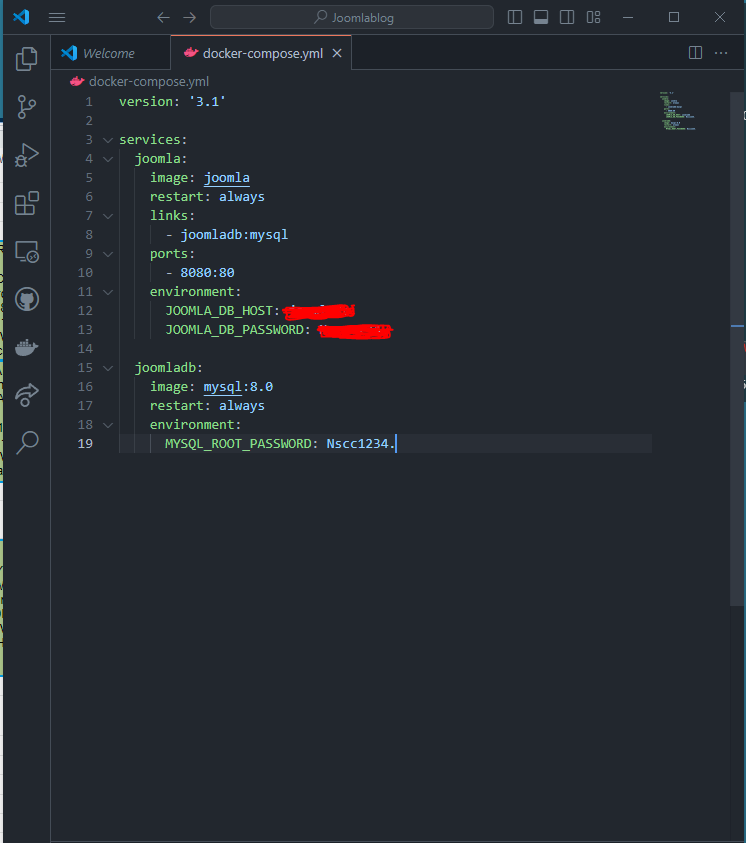 Joomlablog
Welcome
docker-compose.yml
docker-compose.yml
1 version: '3.1'
2
3 services:
4 joomla:
5 image: joomla
6 restart: always
7 links:
8 - joomladb:mysql
9 ports:
10 - 8080:80
11 environment:
12 JOOMLA_DB_HOST:
13 JOOMLA_DB_PASSWORD:
14
15 joomladb:
16 image: mysql:8.0
17 restart: always
18 environment:
19 MYSQL_ROOT_PASSWORD: Nscc1234.